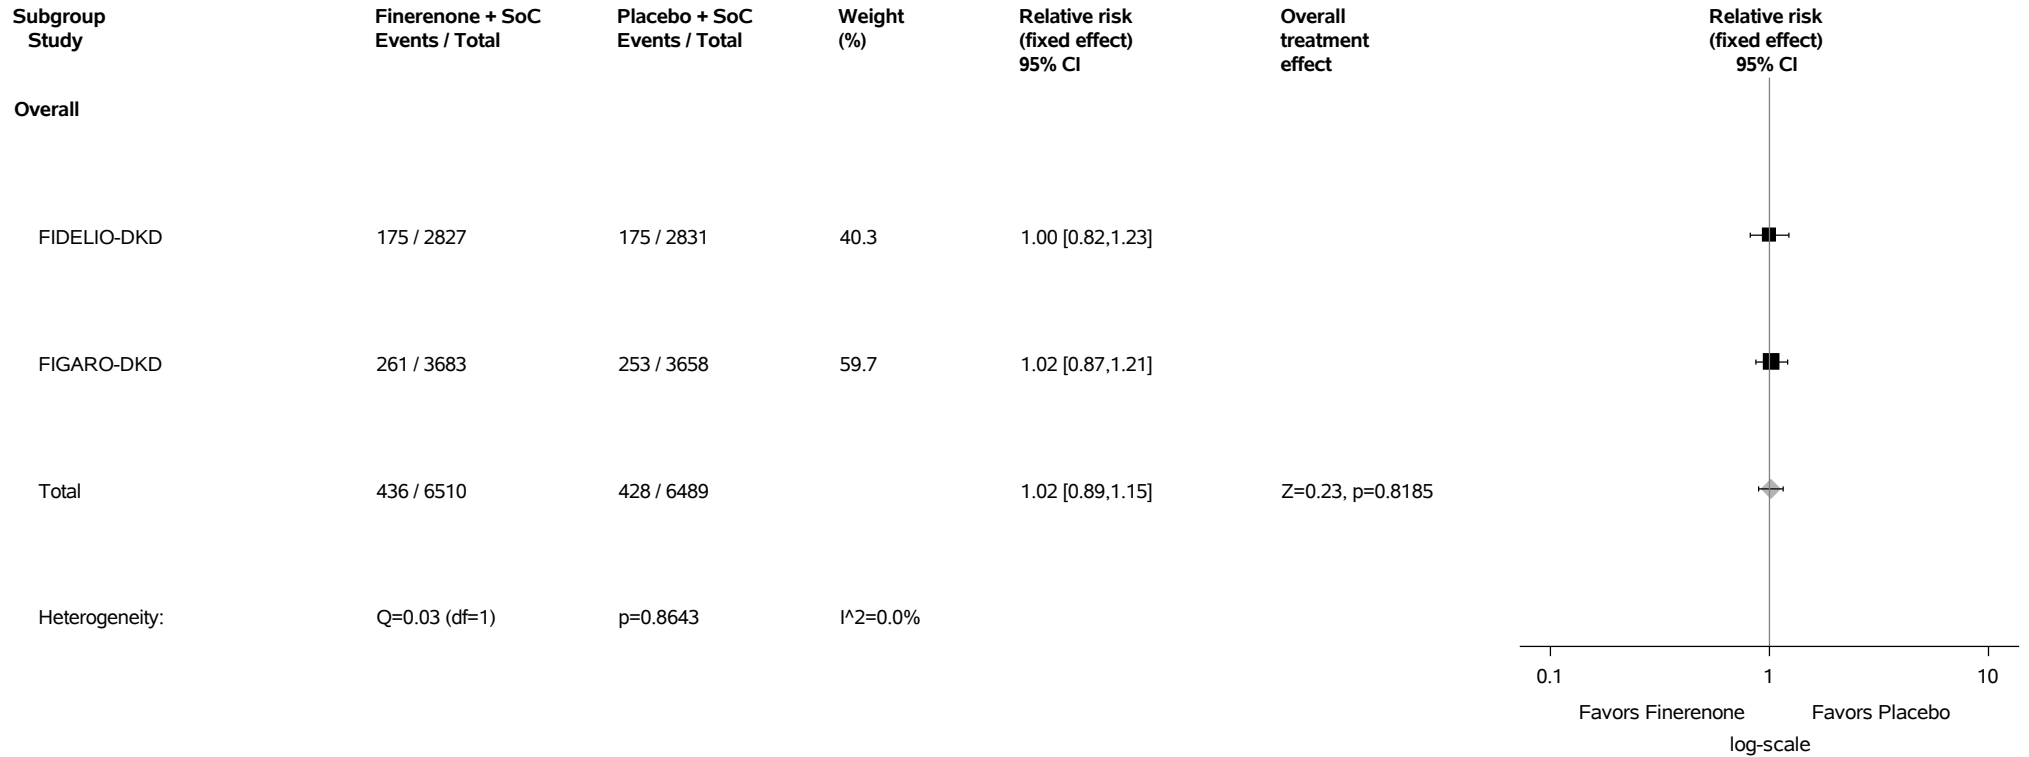 Subgroup Finerenone + SoC Placebo + SoC Weight Relative risk Overall Relative risk
Study Events / Total Events / Total (%) (fixed effect) treatment (fixed effect)
95% CI effect 95% CI
Overall
FIDELIO-DKD 175 / 2827 175 / 2831 40.3 1.00 [0.82,1.23]
FIGARO-DKD 261 / 3683 253 / 3658 59.7 1.02 [0.87,1.21]
Total 436 / 6510 428 / 6489 1.02 [0.89,1.15] Z=0.23, p=0.8185
Heterogeneity: Q=0.03 (df=1) p=0.8643 I^2=0.0%
0.1 1 10
Favors Finerenone Favors Placebo
log-scale